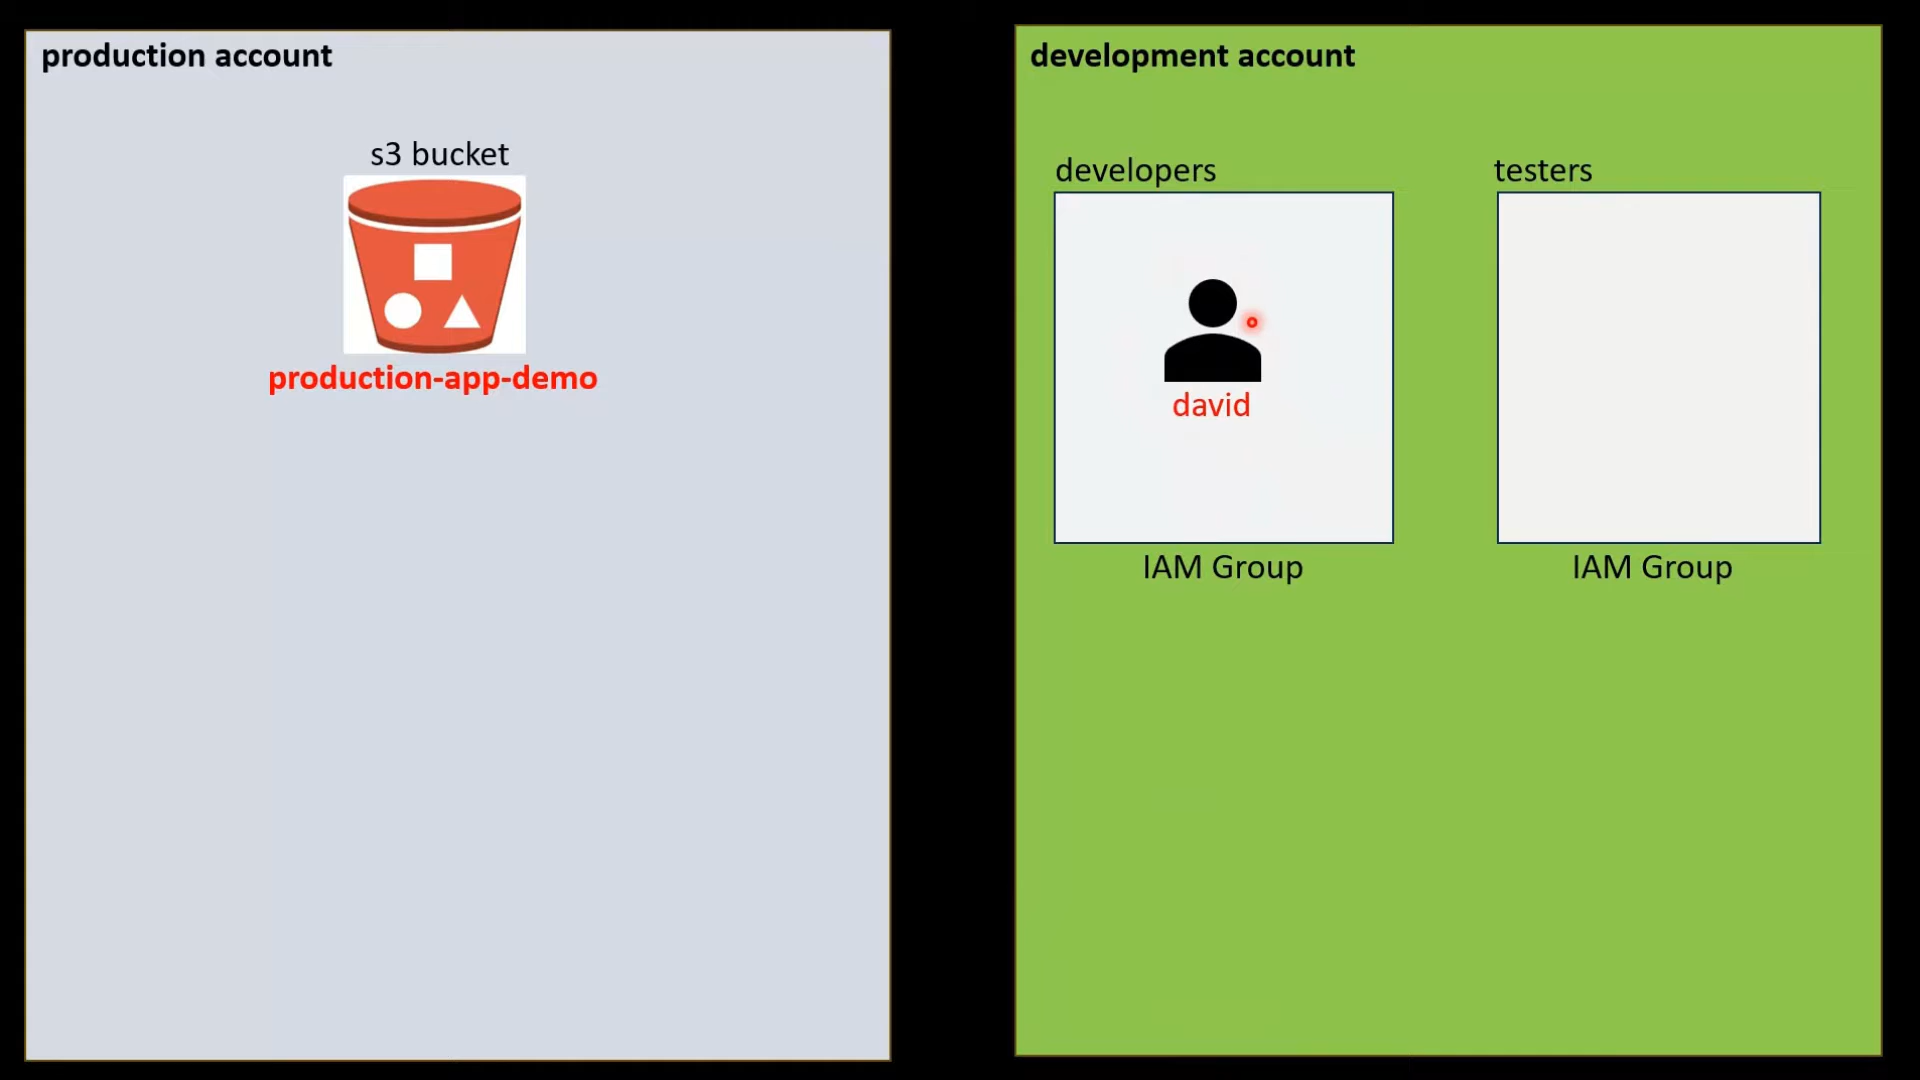 production account
s3 bucket
production-app-demo
development account
developers
david
IAM Group
testers
IAM Group